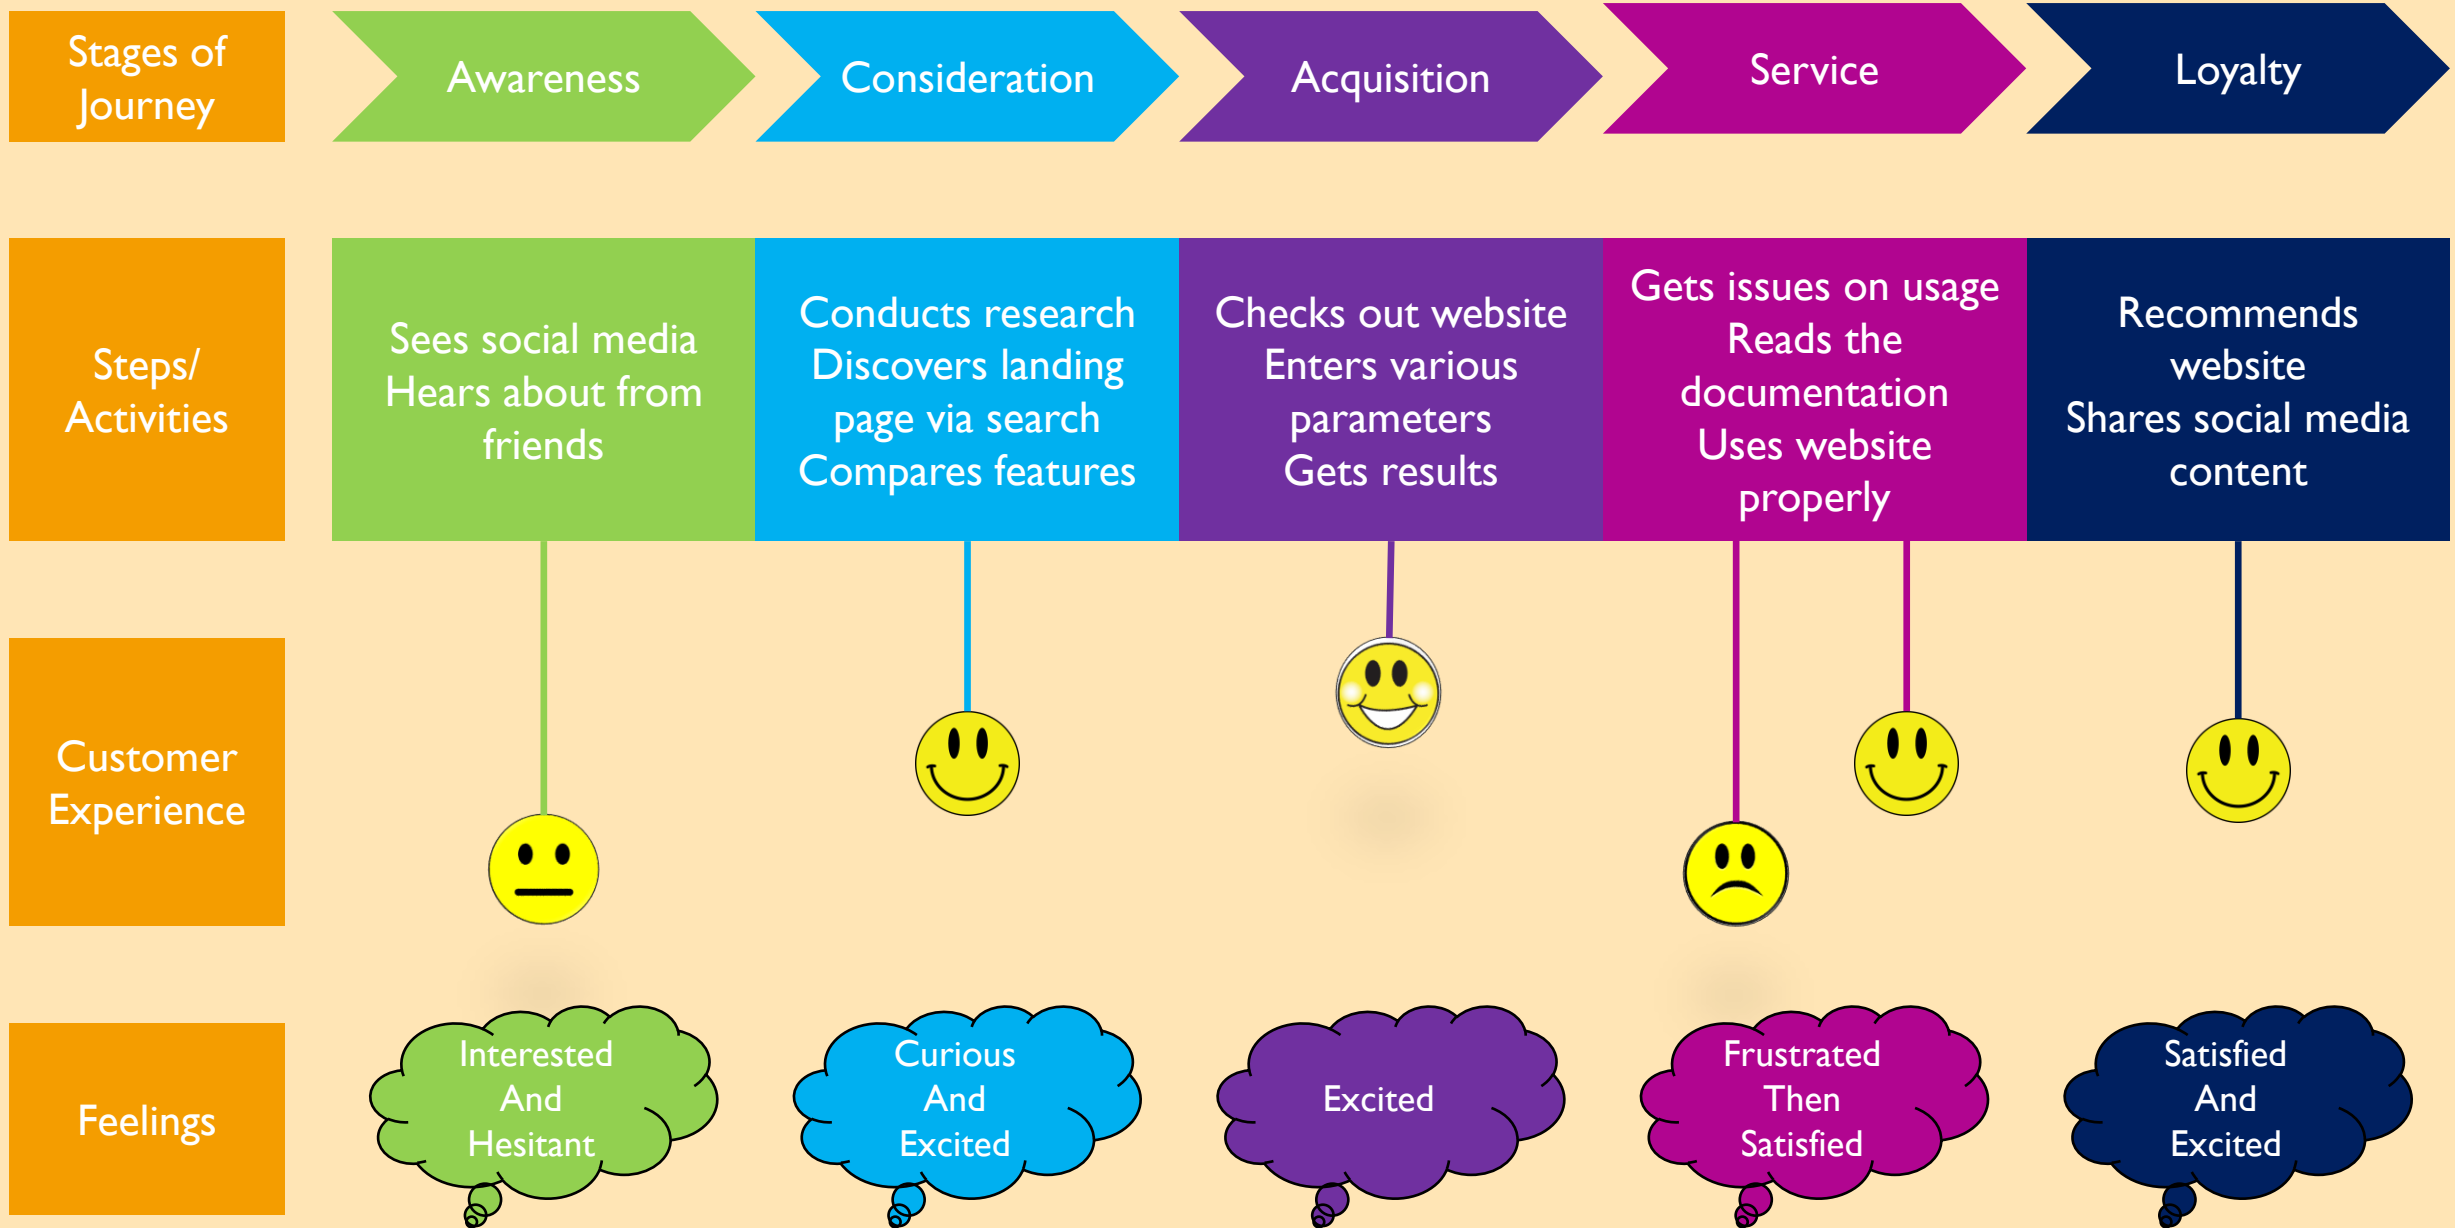 Stages of
Journey
Awareness
Consideration
Acquisition
Service
Loyalty
Steps/
Activities
Sees social media
Hears about from
friends
Conducts research
Discovers landing
page via search
Compares features
Checks out website
Enters various
parameters
Gets results
Gets issues on usage
Reads the
documentation
Uses website
properly
Recommends
website
Shares social media
content
Customer
Experience
Feelings
Interested
And
Hesitant
Curious
And
Excited
Excited
Frustrated
Then
Satisfied
Satisfied
And
Excited